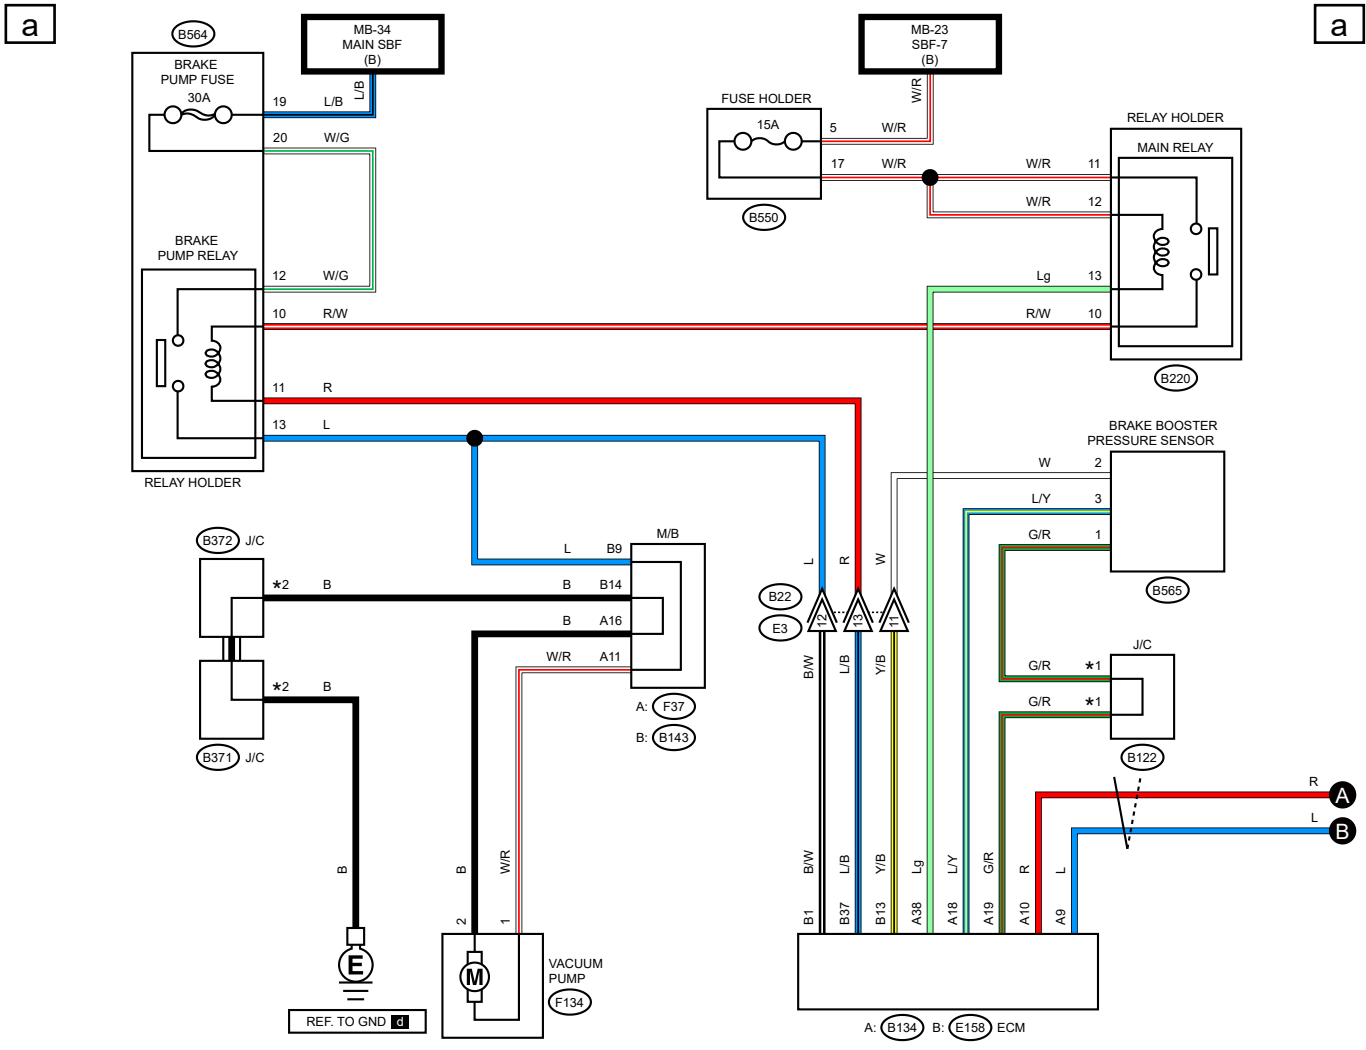 a
B564
MB-34
MAIN SBF
(B)
MB-23
SBF-7
(B)
a
BRAKE
PUMP FUSE
30A
19 L/B
L/B
20 W/G
FUSE HOLDER
15A
W/R
5 W/R
17 W/R
B550
RELAY HOLDER
MAIN RELAY
W/R 11
W/R 12
Lg 13
R/W 10
B220
BRAKE
PUMP RELAY
12 W/G
10 R/W
11 R
13 L
RELAY HOLDER
BRAKE BOOSTER
PRESSURE SENSOR
W 2
L/Y 3
G/R 1
B565
B372 J/C
*2 B
*2 B
B371 J/C
M/B
L B9
B B14
B A16
W/R A11
A: F37
B: B143
B22
E3
L R W
12 13 11
B/W L/B Y/B
J/C
G/R *1
G/R *1
B122
R A
L B
B
E
REF. TO GND d
B W/R
2 1
M
VACUUM
PUMP
F134
B/W L/B Y/B Lg L/Y G/R R L
B1 B37 B13 A38 A18 A19 A10 A9
A: B134 B: E158 ECM